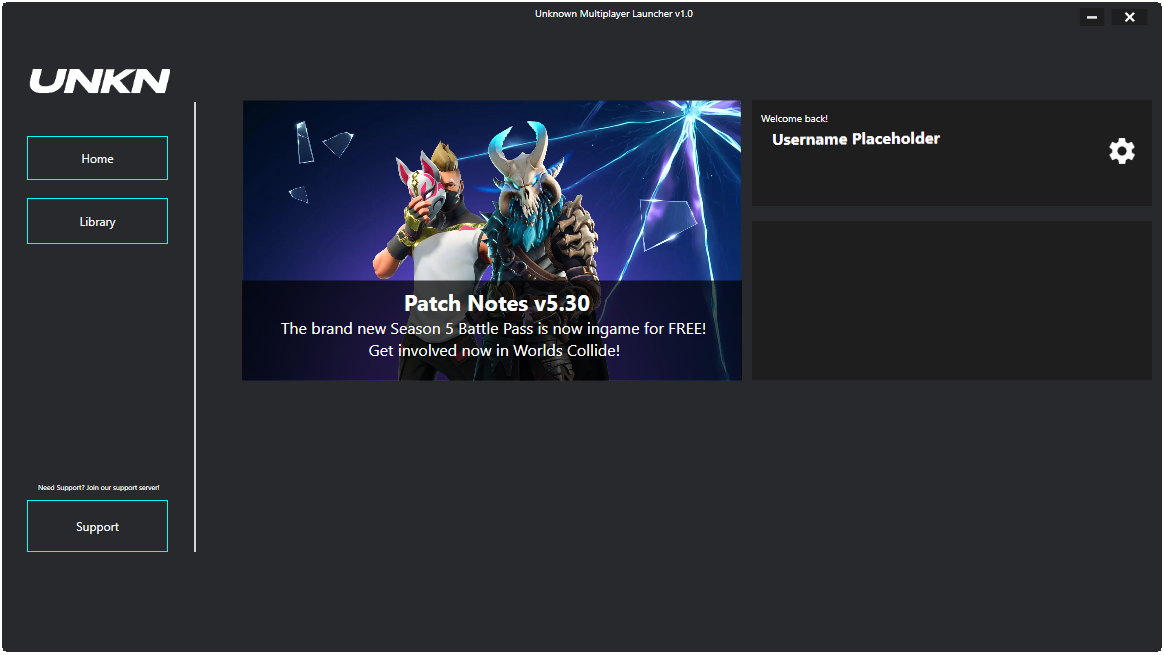 Unknown Multiplayer Launcher v1.0
UNKN
Home
Library
Need Support? Join our support server!
Support
Patch Notes v5.30
The brand new Season 5 Battle Pass is now ingame for FREE!
Get involved now in Worlds Collide!
Welcome back!
Username Placeholder